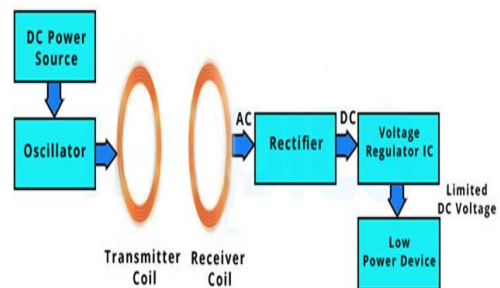 DC Power
Source
Oscillator
Transmitter
Coil
Receiver
Coil
AC
Rectifier
DC
Voltage
Regulator IC
Limited
DC Voltage
Low
Power Device